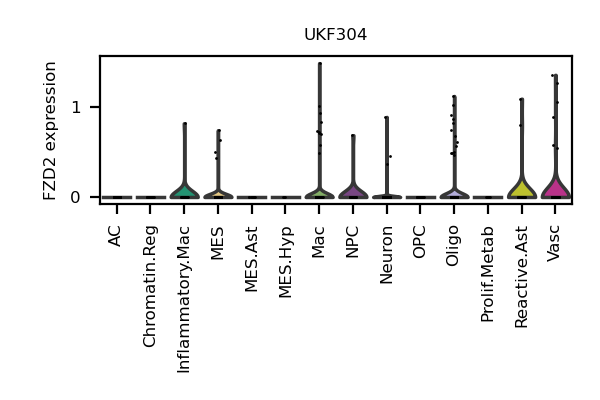 UKF304
FZD2 expression
1
0
AC
Chromatin.Reg
Inflammatory.Mac
MES
MES.Ast
MES.Hyp
Mac
NPC
Neuron
OPC
Oligo
Prolif.Metab
Reactive.Ast
Vasc